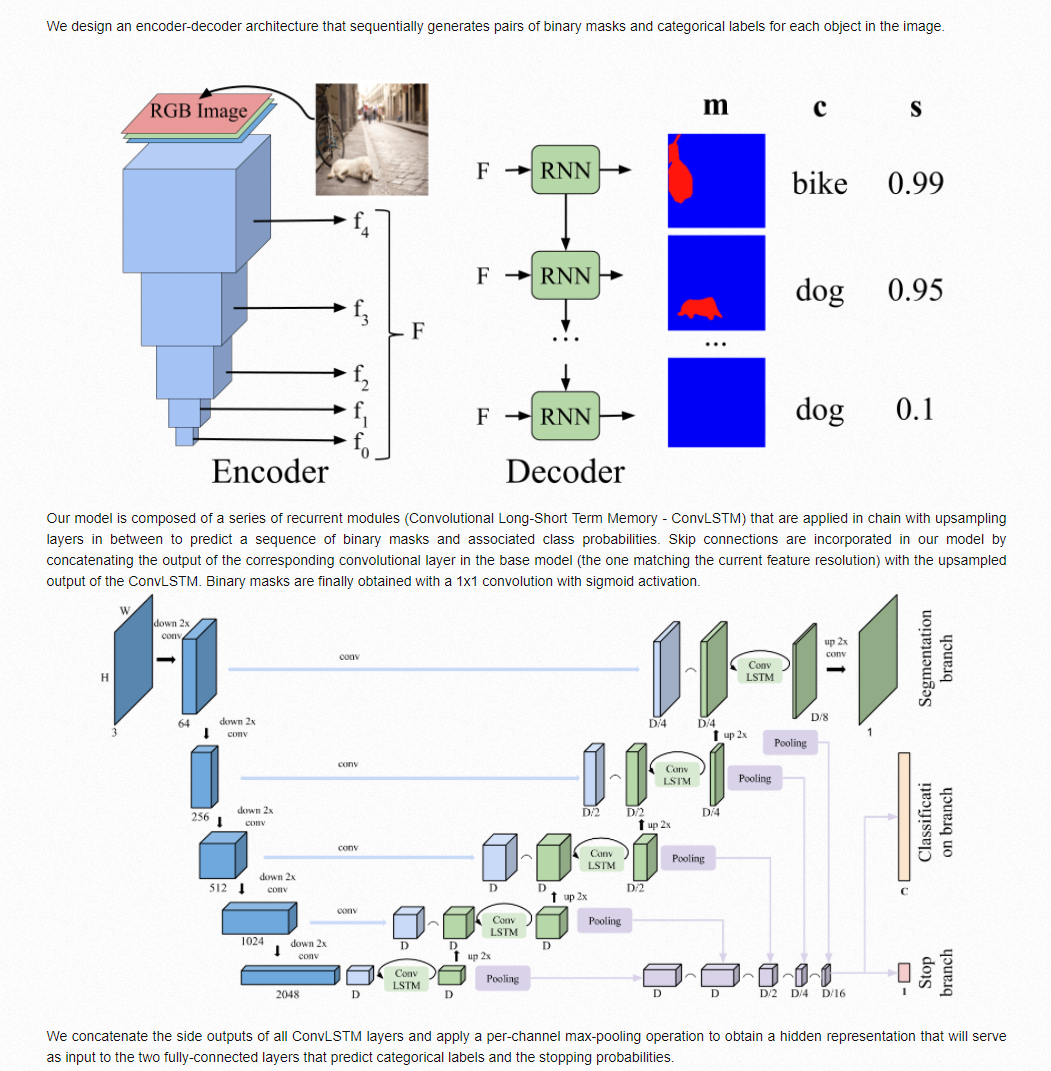 We design an encoder-decoder architecture that sequentially generates pairs of binary masks and categorical labels for each object in the image.
RGB Image
m c s
F RNN bike 0.99
f4
F RNN dog 0.95
f3
F
...
...
f2
f1
F RNN dog 0.1
f0
Encoder Decoder
Our model is composed of a series of recurrent modules (Convolutional Long-Short Term Memory - ConvLSTM) that are applied in chain with upsampling
layers in between to predict a sequence of binary masks and associated class probabilities. Skip connections are incorporated in our model by
concatenating the output of the corresponding convolutional layer in the base model (the one matching the current feature resolution) with the upsampled
output of the ConvLSTM. Binary masks are finally obtained with a 1x1 convolution with sigmoid activation.
W
H
3
down 2x
conv
64
conv
D/4
D/4
Conv
LSTM
D/8
up 2x
conv
1
Segmentation
branch
down 2x
conv
256
conv
D/2
D/2
Conv
LSTM
D/4
up 2x
Pooling
down 2x
conv
512
conv
D
D
Conv
LSTM
D/2
up 2x
Pooling
down 2x
conv
1024
conv
D
D
Conv
LSTM
D
up 2x
Pooling
down 2x
conv
2048
D
Conv
LSTM
D
up 2x
Pooling
Pooling
D
D
D/2
D/4
D/16
Classificati
on branch
C
Stop
branch
1
We concatenate the side outputs of all ConvLSTM layers and apply a per-channel max-pooling operation to obtain a hidden representation that will serve
as input to the two fully-connected layers that predict categorical labels and the stopping probabilities.